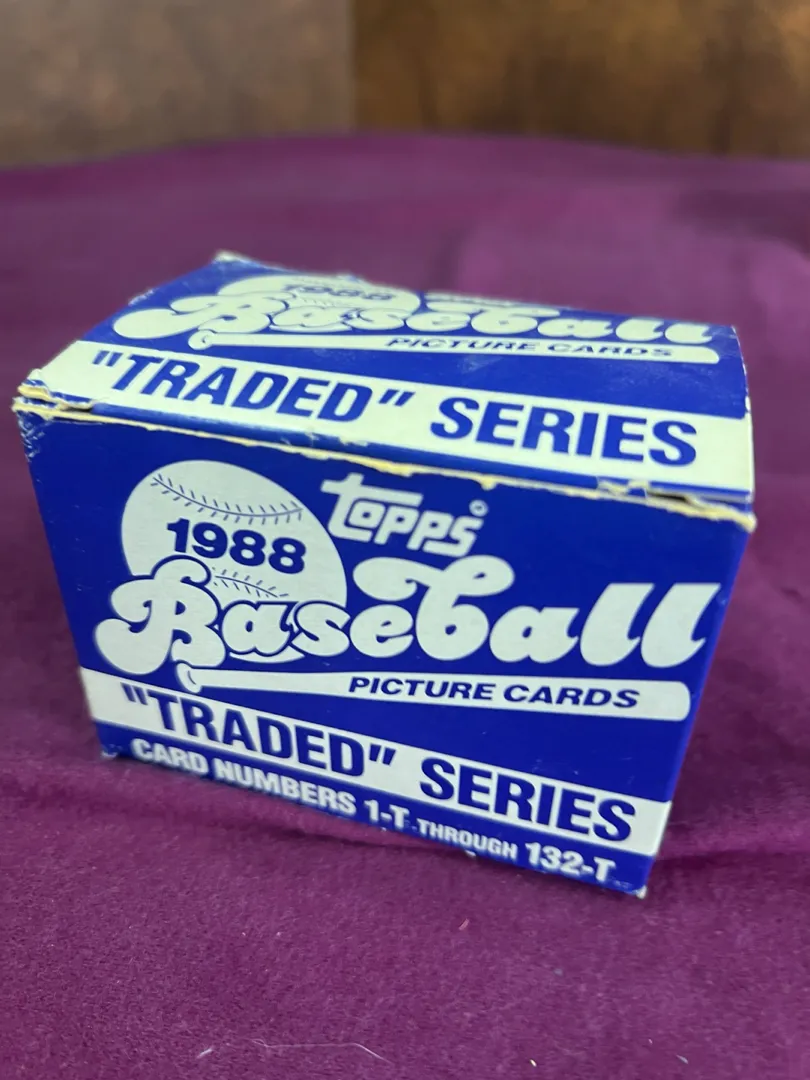 1988
Baseball
PICTURE CARDS
"TRADED" SERIES
topps
1988
Baseball
PICTURE CARDS
"TRADED" SERIES
CARD NUMBERS 1-T THROUGH 132-T